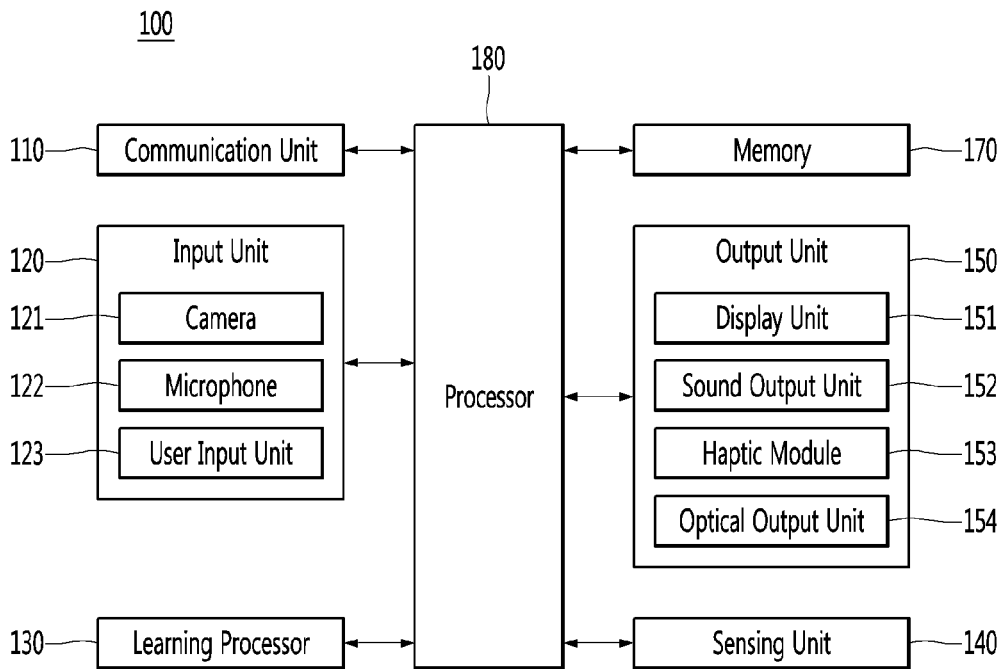 100
180
110 Communication Unit
Memory 170
120 Input Unit
121 Camera
122 Microphone
123 User Input Unit
Processor
Output Unit 150
Display Unit 151
Sound Output Unit 152
Haptic Module 153
Optical Output Unit 154
130 Learning Processor
Sensing Unit 140